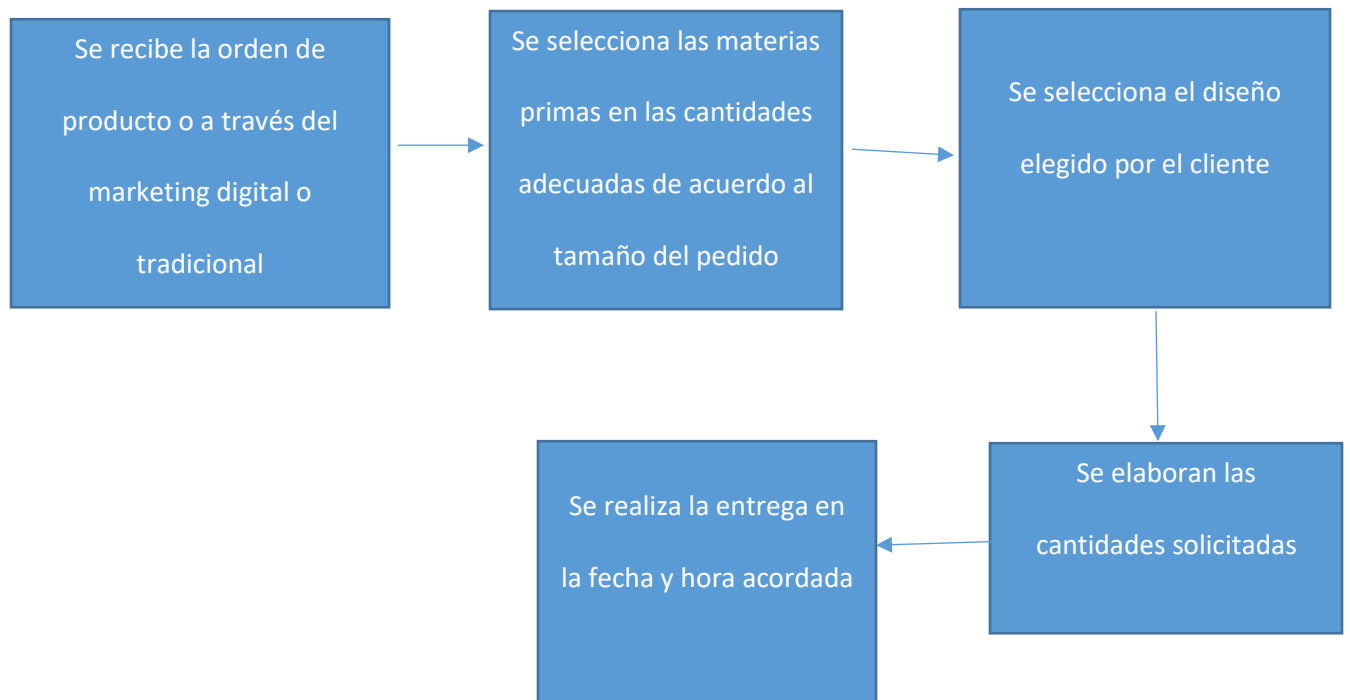 Se recibe la orden de
producto o a través del
marketing digital o
tradicional
Se selecciona las materias
primas en las cantidades
adecuadas de acuerdo al
tamaño del pedido
Se selecciona el diseño
elegido por el cliente
Se elaboran las
cantidades solicitadas
Se realiza la entrega en
la fecha y hora acordada